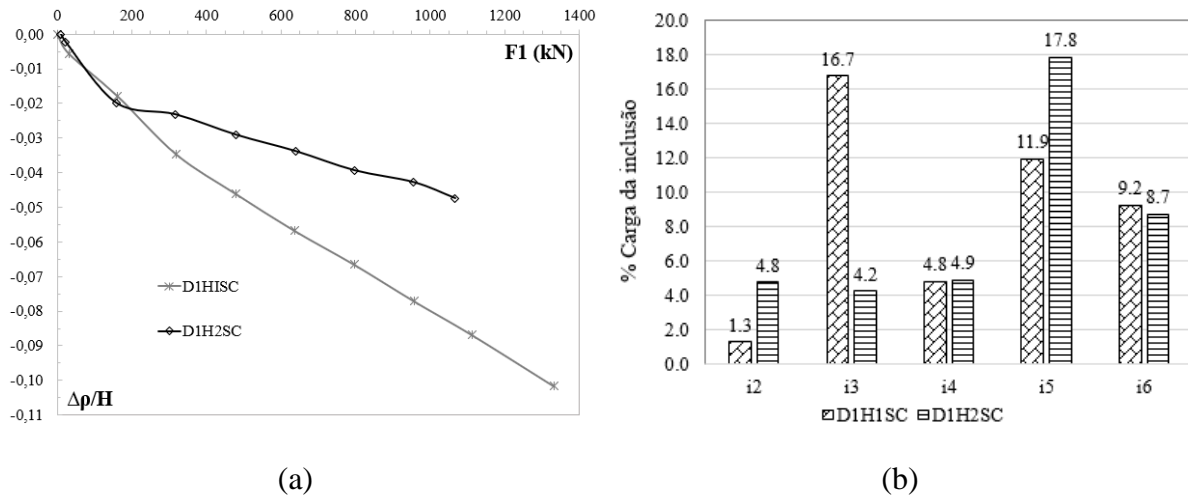 0 200 400 600 800 1000 1200 1400
F1 (kN)
0,00
-0,01
-0,02
-0,03
-0,04
-0,05
-0,06
-0,07
-0,08
-0,09
-0,10
-0,11
D1HISC
D1H2SC
Δρ/H
(a)
% Carga da inclusão
20.0
18.0
16.0
14.0
12.0
10.0
8.0
6.0
4.0
2.0
0.0
1.3 4.8 16.7 4.2 4.8 4.9 11.9 17.8 9.2 8.7
i2 i3 i4 i5 i6
D1H1SC D1H2SC
(b)